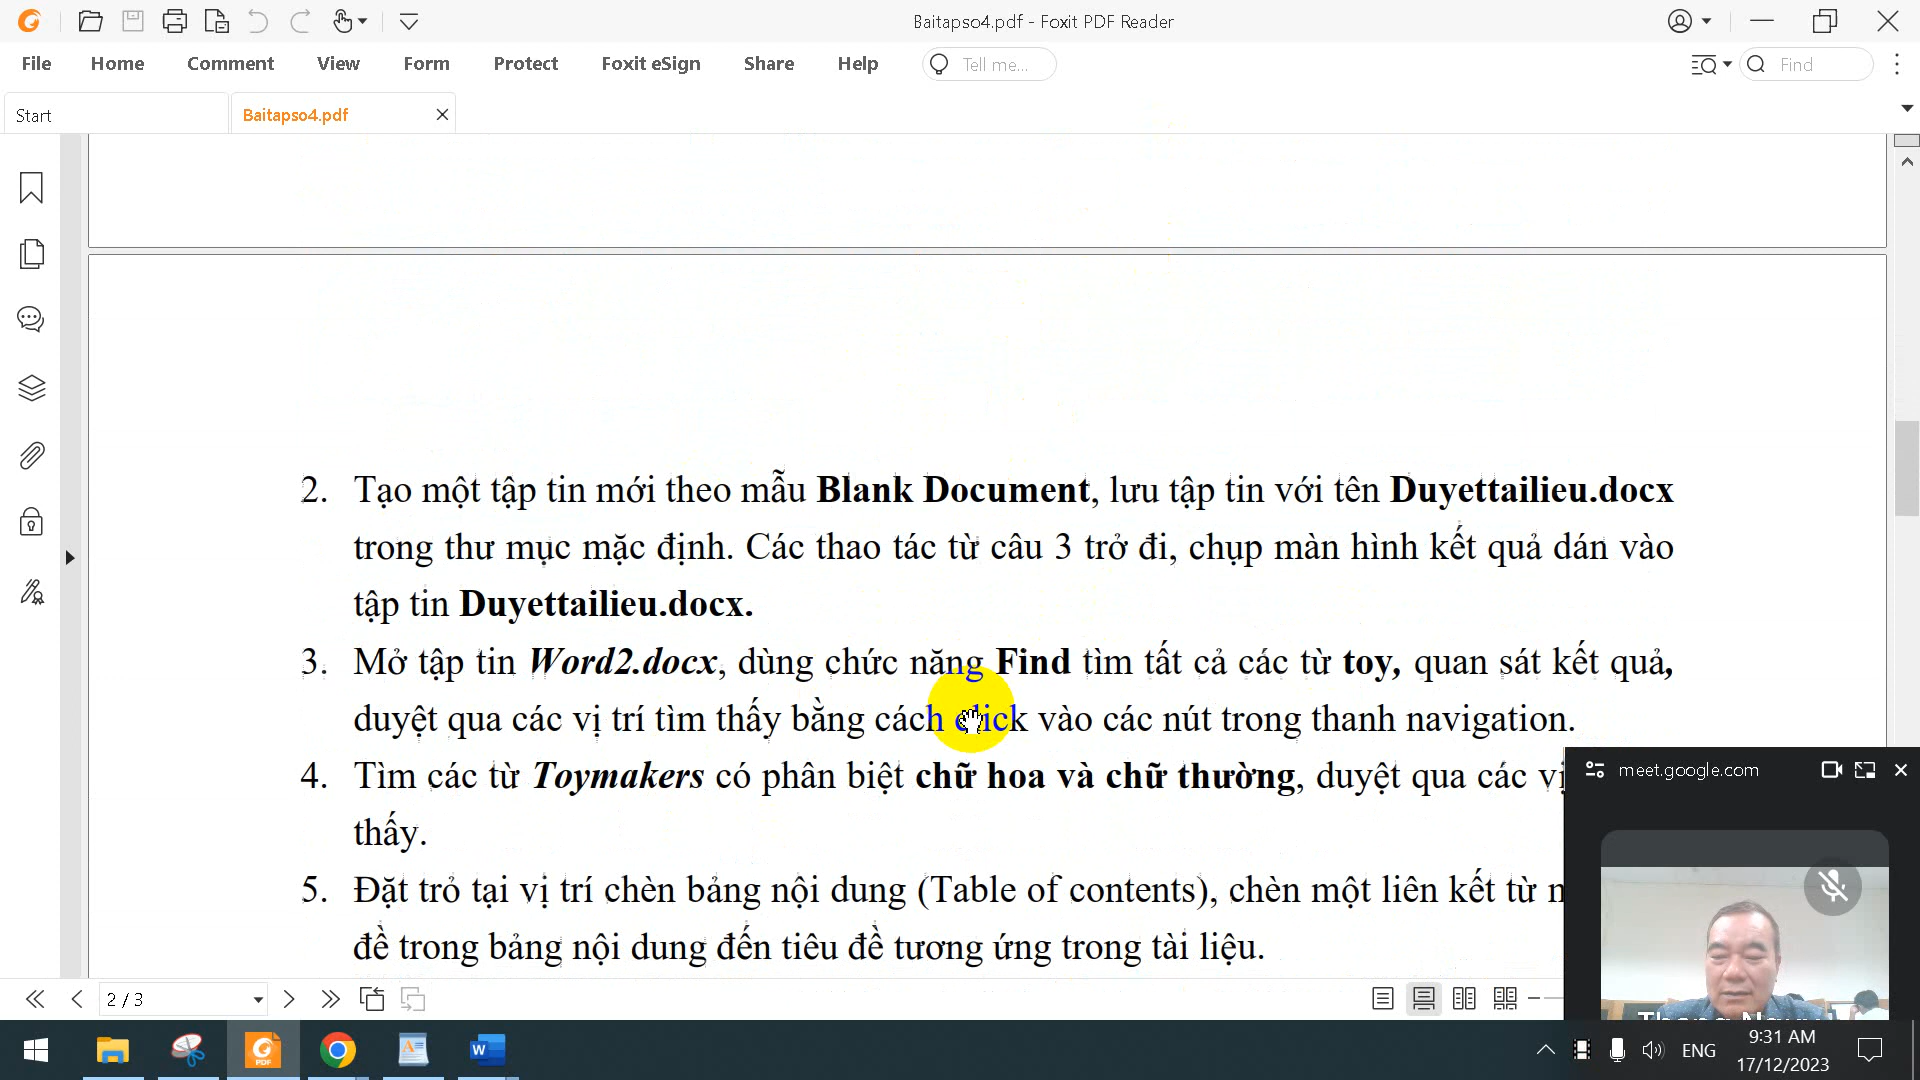 Baitapso4.pdf - Foxit PDF Reader
File Home Comment View Form Protect Foxit eSign Share Help Tell me... Find
Start Baitapso4.pdf
2. Tạo một tập tin mới theo mẫu Blank Document, lưu tập tin với tên Duyettailieu.docx
trong thư mục mặc định. Các thao tác từ câu 3 trở đi, chụp màn hình kết quả dán vào
tập tin Duyettailieu.docx.
3. Mở tập tin Word2.docx, dùng chức năng Find tìm tất cả các từ toy, quan sát kết quả,
duyệt qua các vị trí tìm thấy bằng cách click vào các nút trong thanh navigation.
4. Tìm các từ Toymakers có phân biệt chữ hoa và chữ thường, duyệt qua các
thấy.
5. Đặt trỏ tại vị trí chèn bảng nội dung (Table of contents), chèn một liên kết từ
đề trong bảng nội dung đến tiêu đề tương ứng trong tài liệu.
meet.google.com
2 / 3
PDF
W
ENG
9:31 AM
17/12/2023